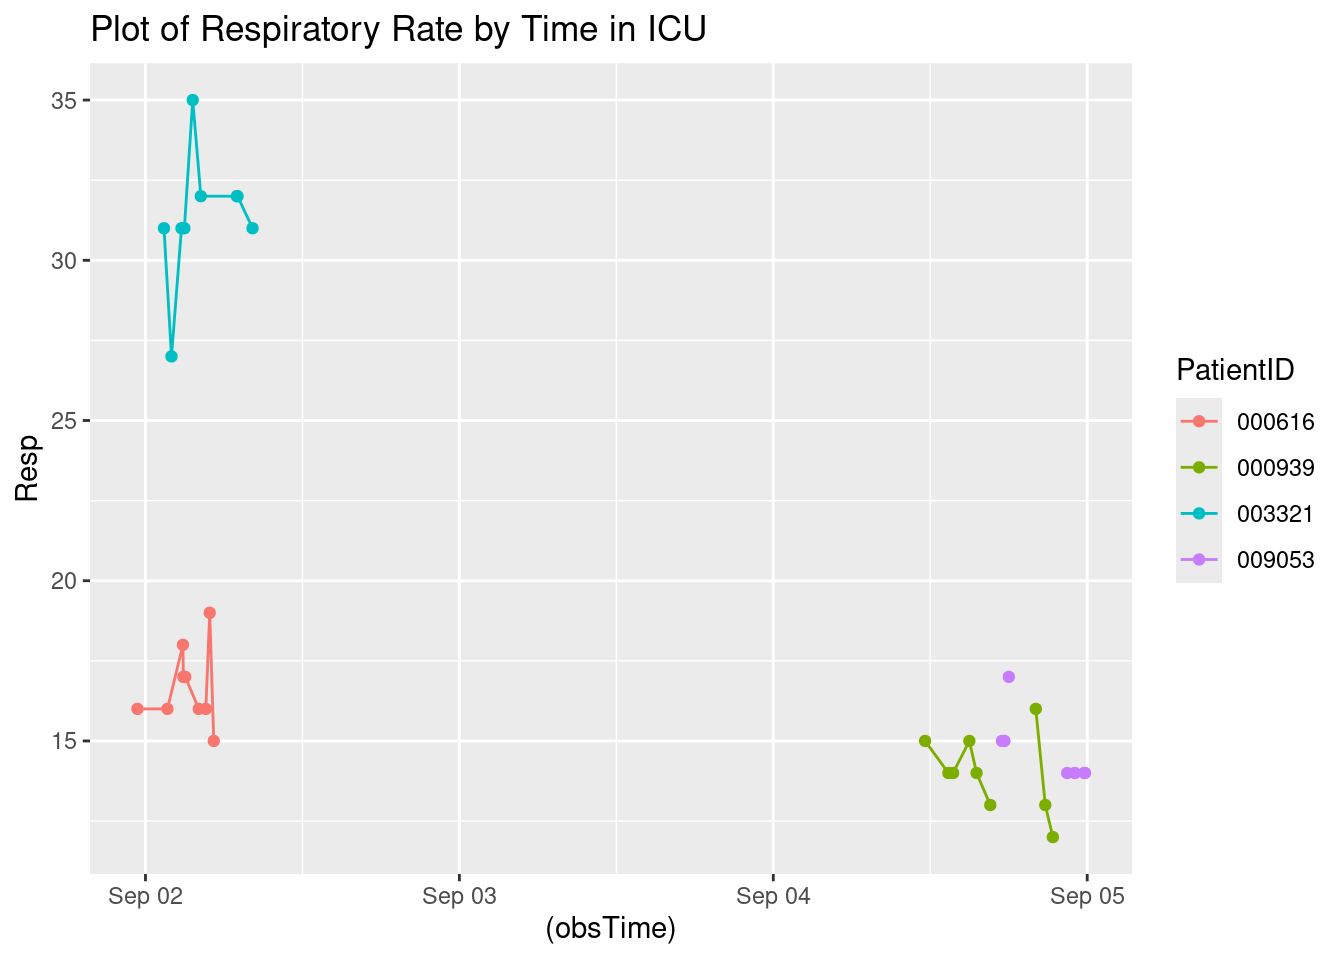 Plot of Respiratory Rate by Time in ICU
35
30
25
20
15
Resp
Sep 02
Sep 03
Sep 04
Sep 05
(obsTime)
PatientID
000616
000939
003321
009053